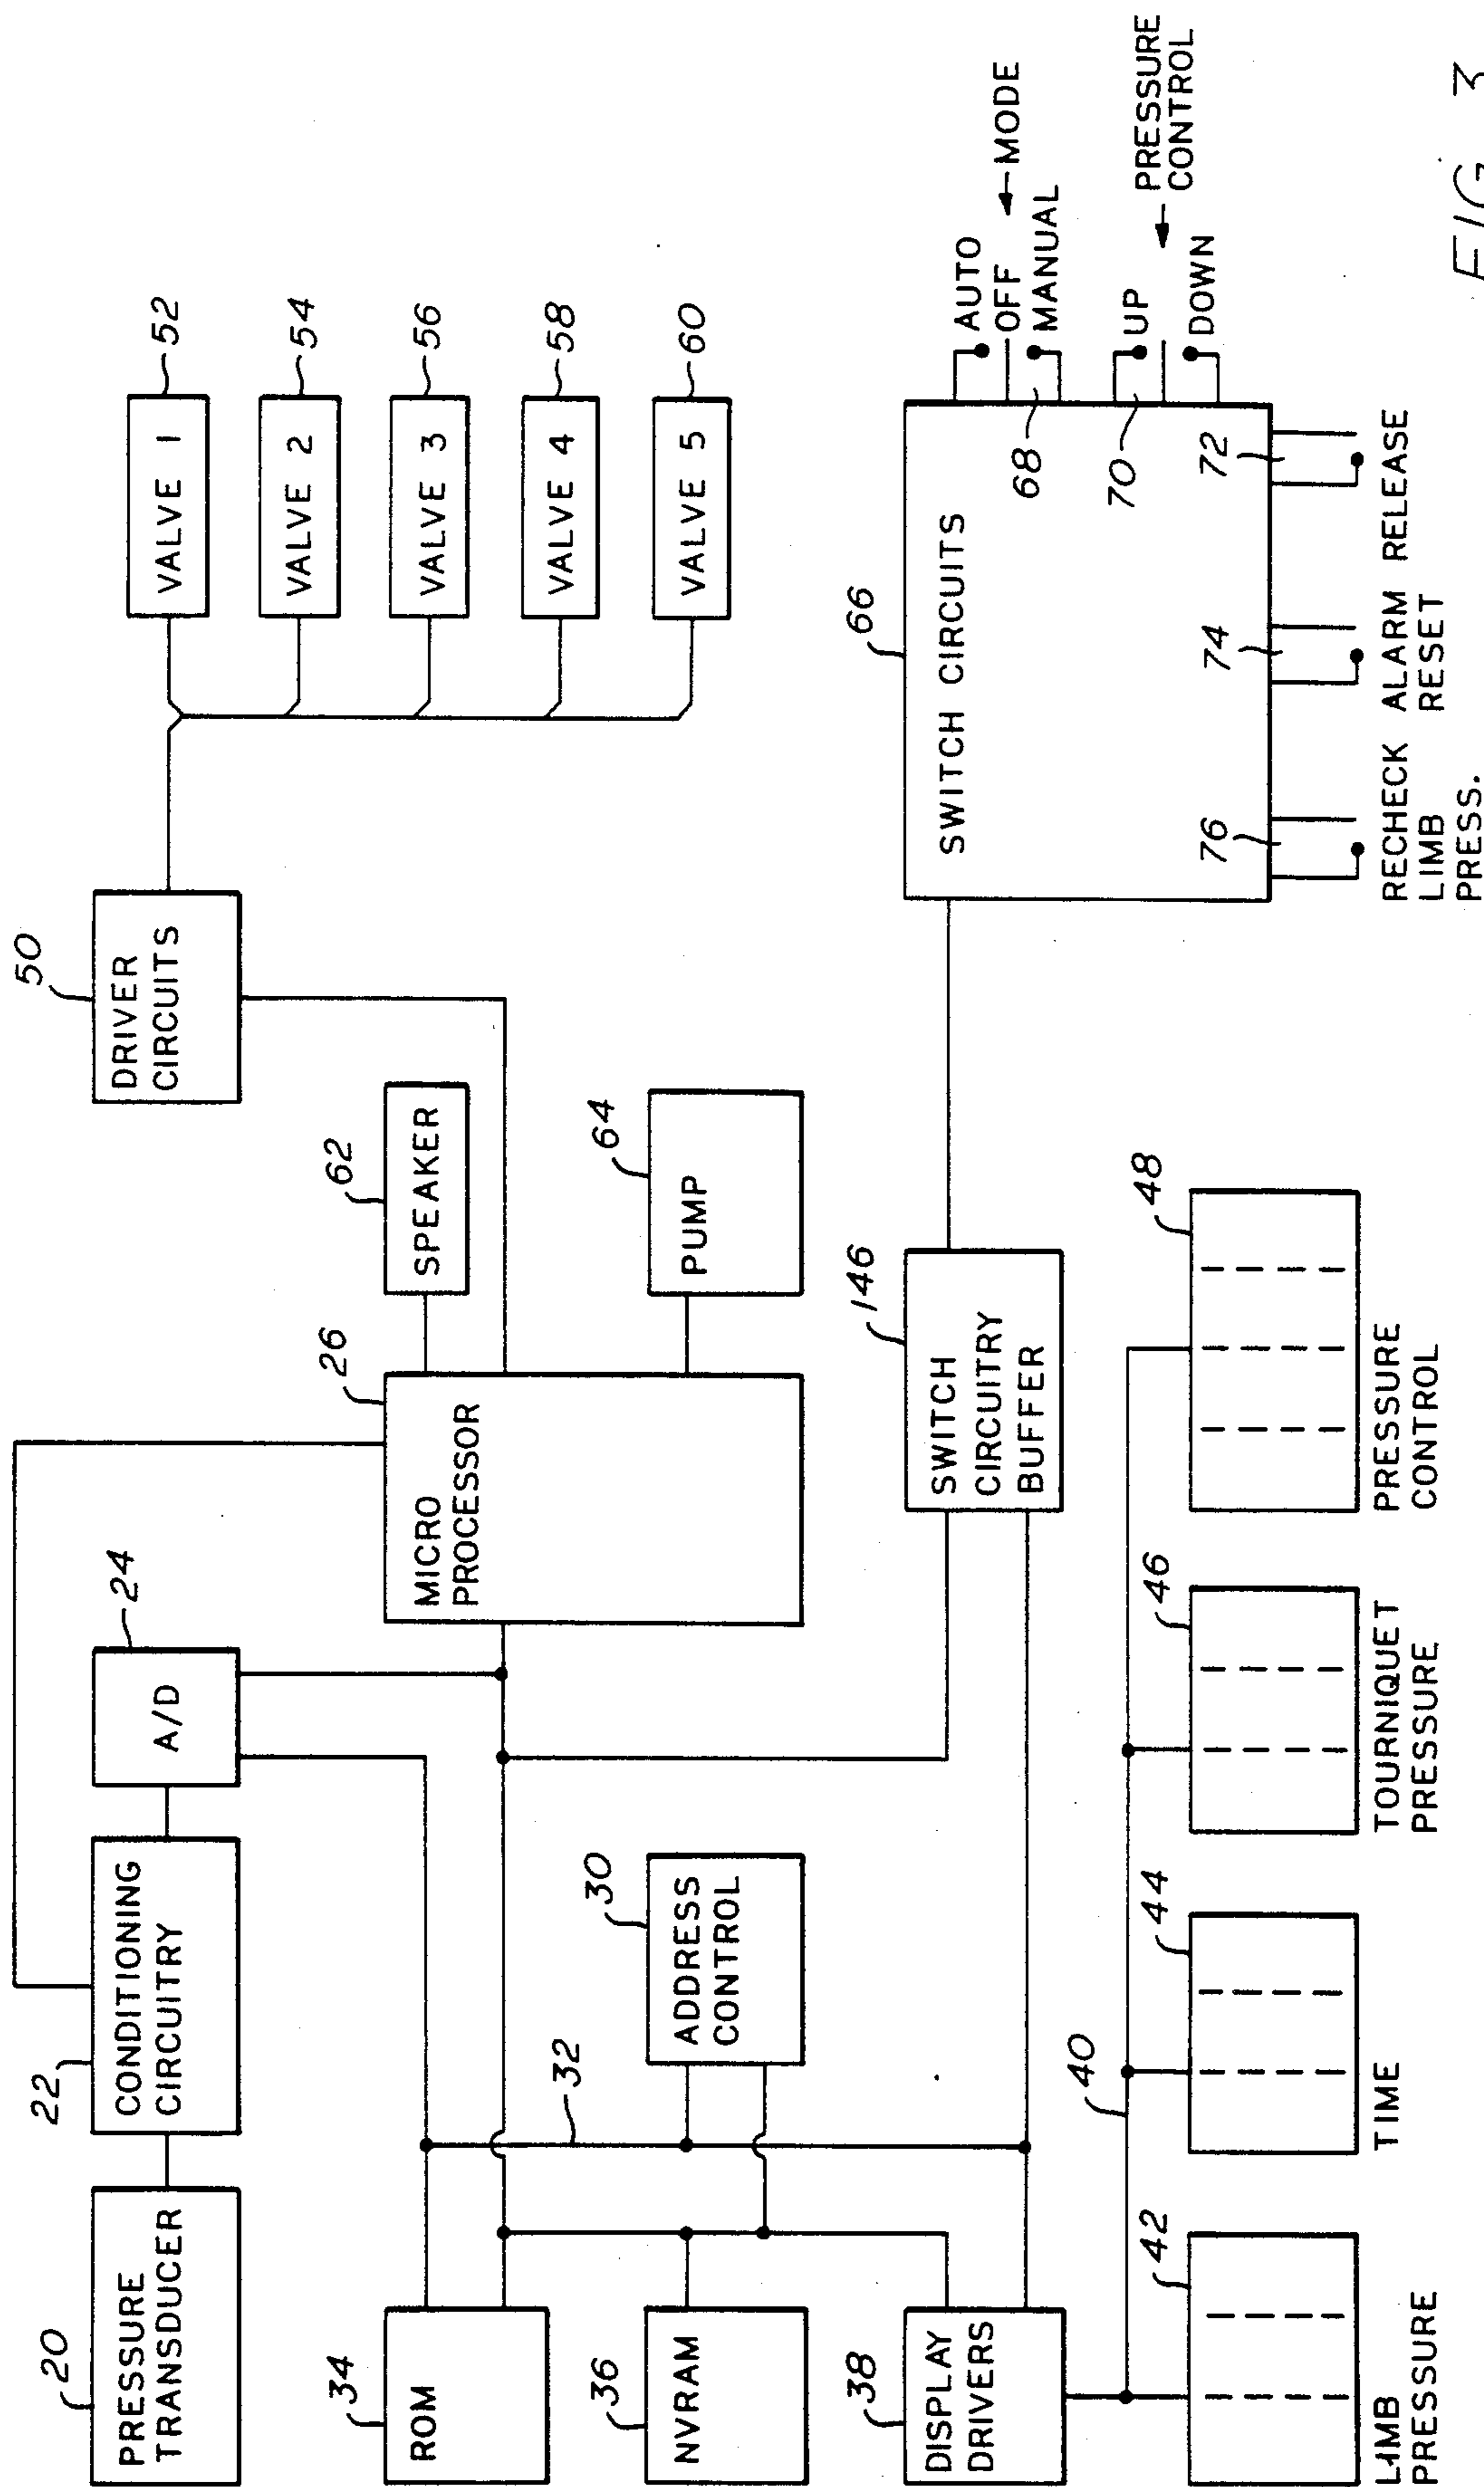 20
PRESSURE
TRANSDUCER
22
CONDITIONING
CIRCUITRY
24
A/D
50
DRIVER
CIRCUITS
VALVE 1
52
VALVE 2
54
VALVE 3
56
VALVE 4
58
VALVE 5
60
34
ROM
32
26
MICRO
PROCESSOR
62
SPEAKER
64
PUMP
36
NVRAM
30
ADDRESS
CONTROL
38
DISPLAY
DRIVERS
146
SWITCH
CIRCUITRY
BUFFER
66
SWITCH CIRCUITS
68
AUTO
OFF
MANUAL
MODE
70
UP
DOWN
PRESSURE
CONTROL
76
74
72
RECHECK
LIMB
PRESS.
ALARM
RESET
RELEASE
40
42
LIMB
PRESSURE
44
TIME
46
TOURNIQUET
PRESSURE
48
PRESSURE
CONTROL
FIG. 3